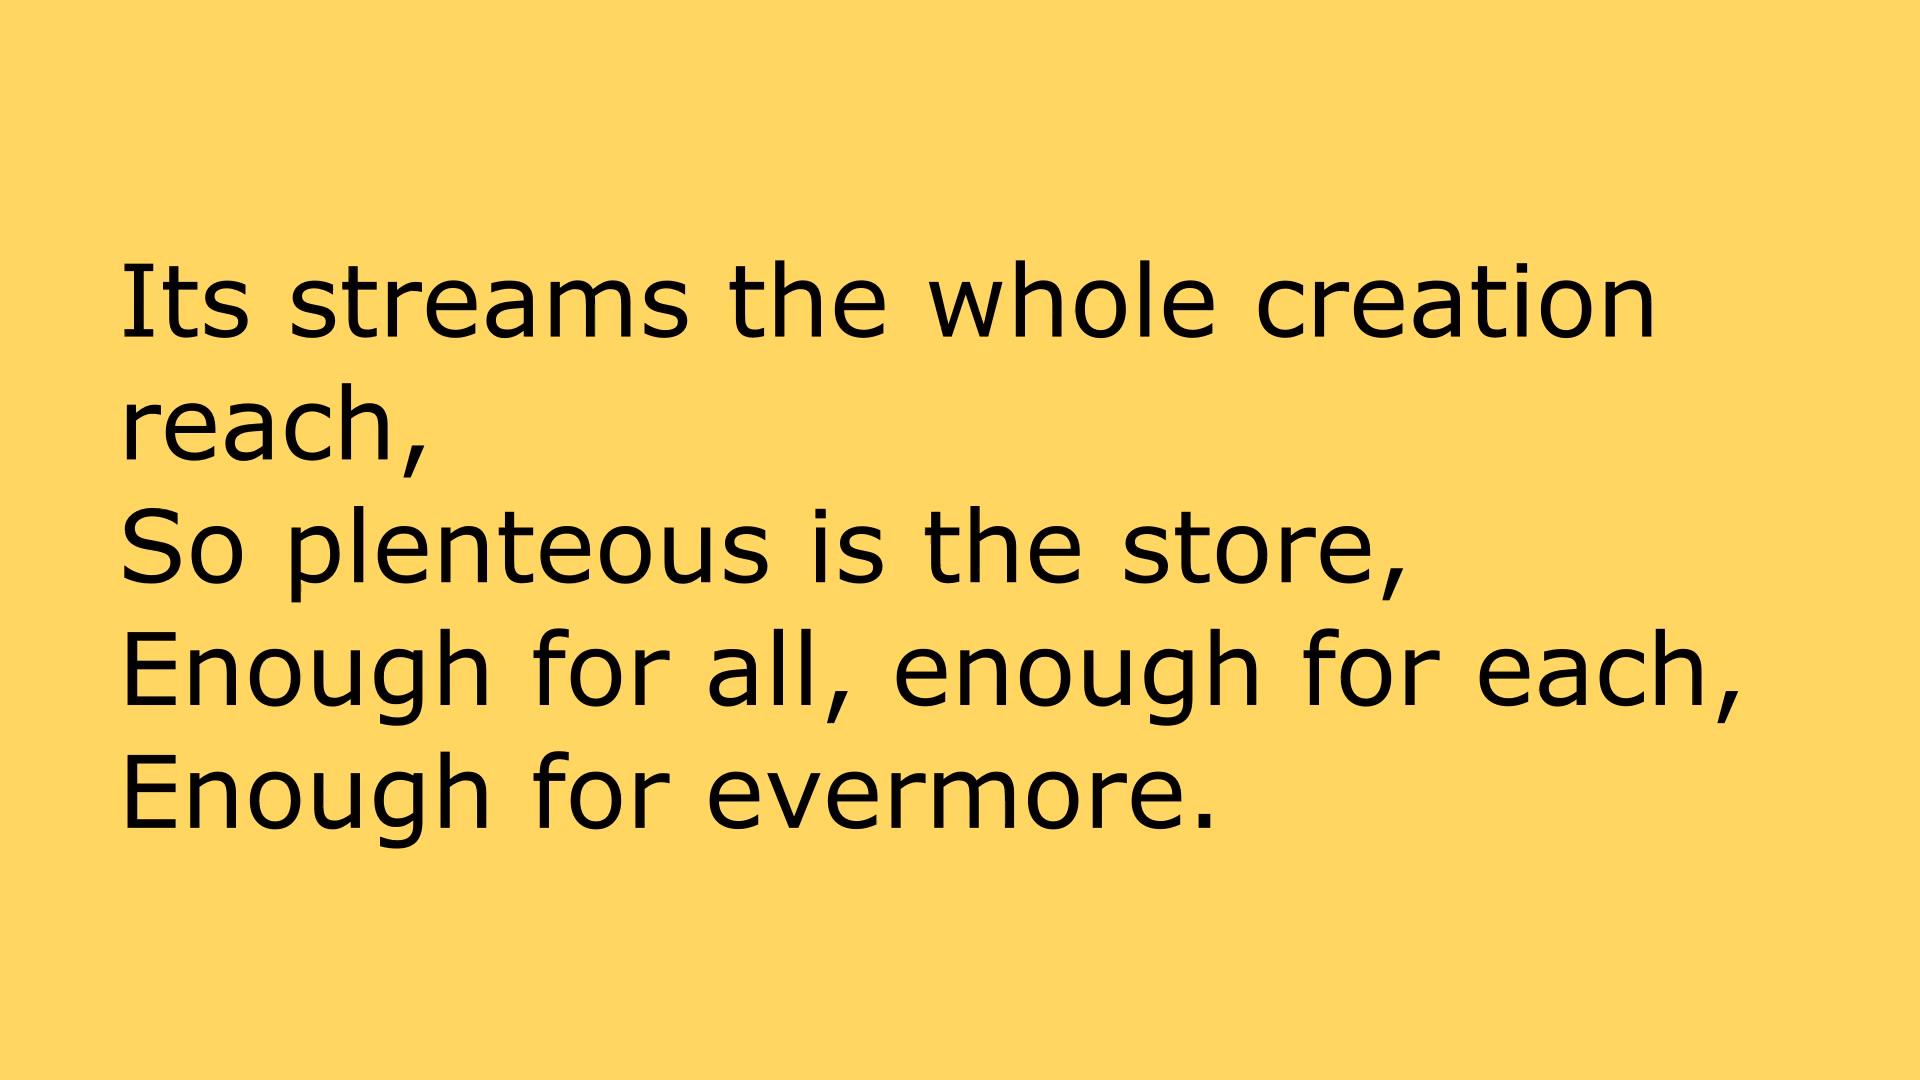 Its streams the whole creation
reach,
So plenteous is the store,
Enough for all, enough for each,
Enough for evermore.